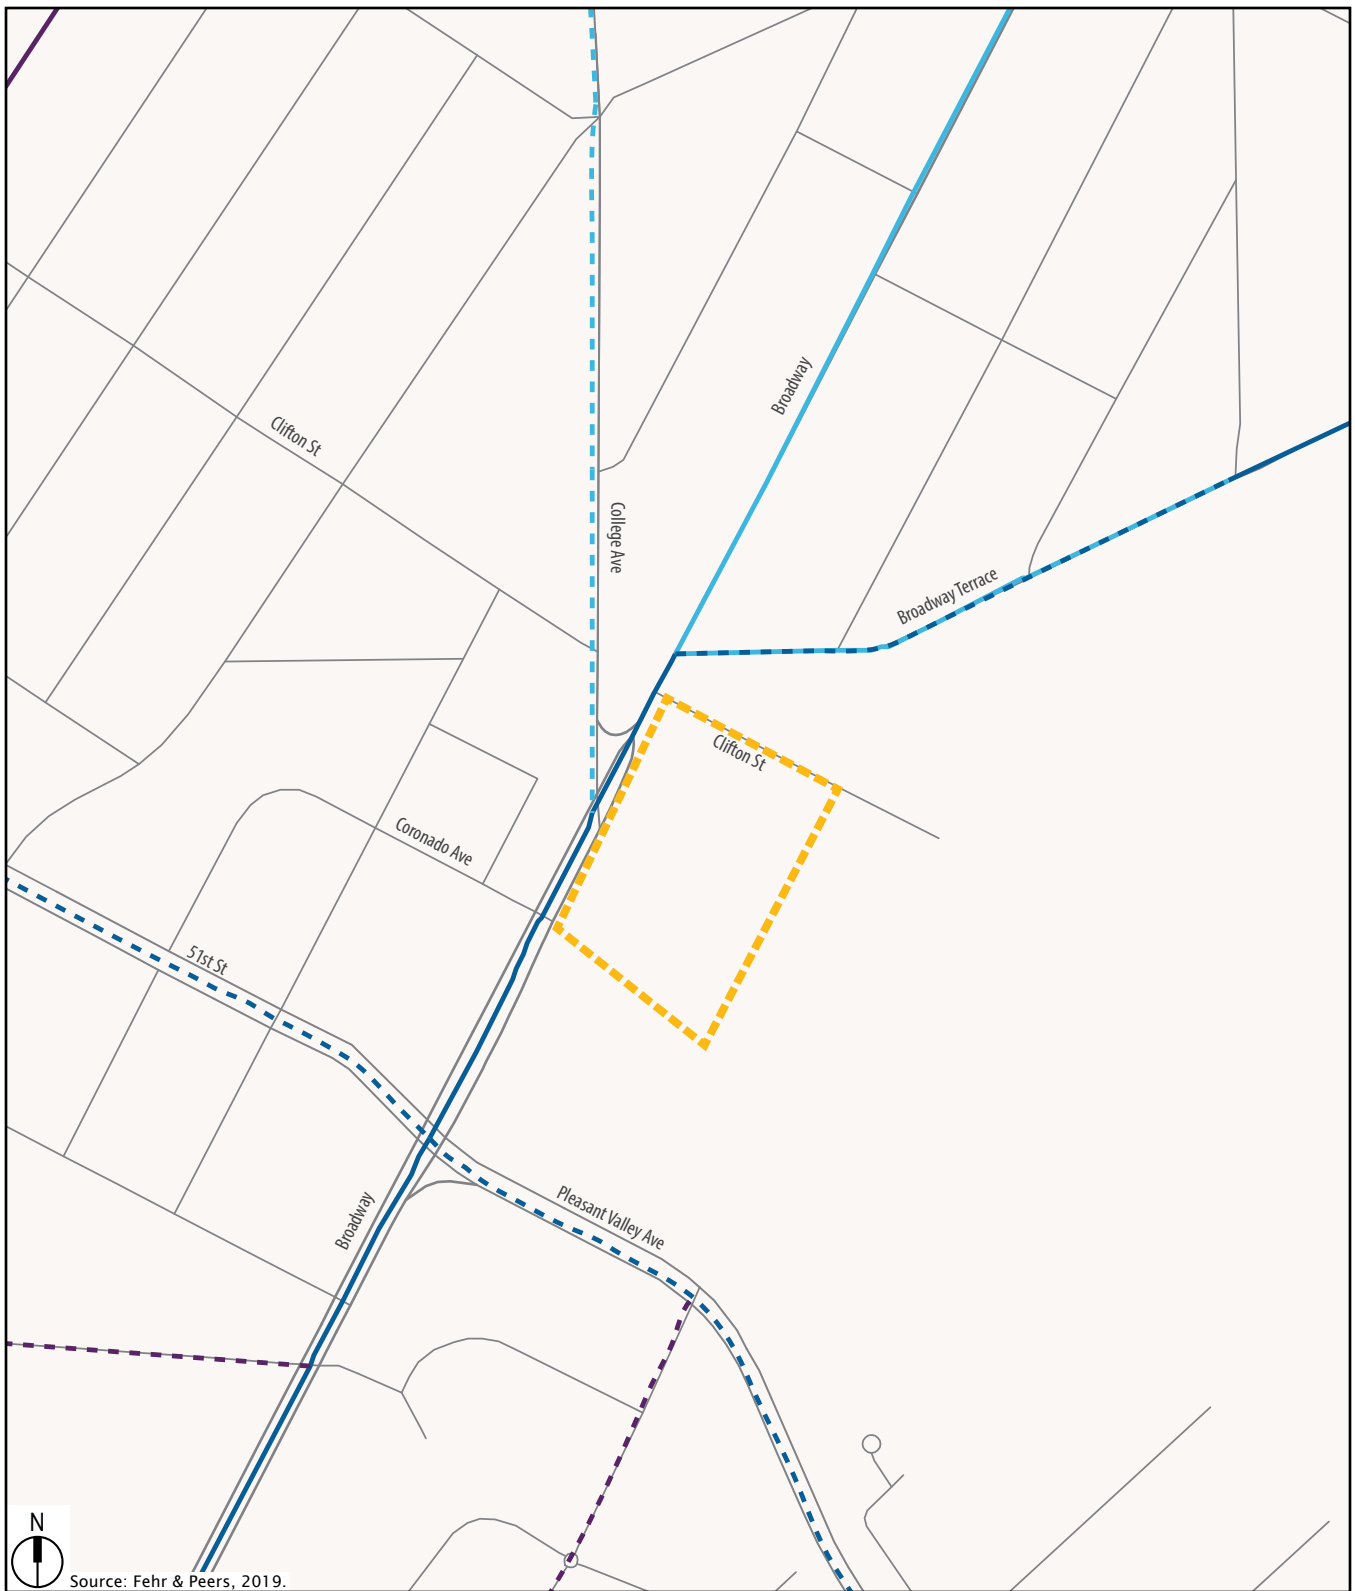 Broadway
Clifton St
College Ave
Broadway Terrace
Clifton St
Coronado Ave
51st St
Pleasant Valley Ave
Broadway
N
Source: Fehr & Peers, 2019.